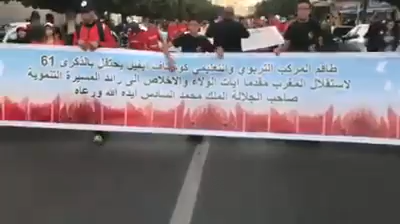 طاقم المركب التربوي والتعليمي يحتفل بالذكرى 61
لاستقلال المغرب مقدما آيات الولاء والاخلاص الى رائد المسيرة التنموية
صاحب الجلالة الملك محمد السادس ايده الله ورعاه